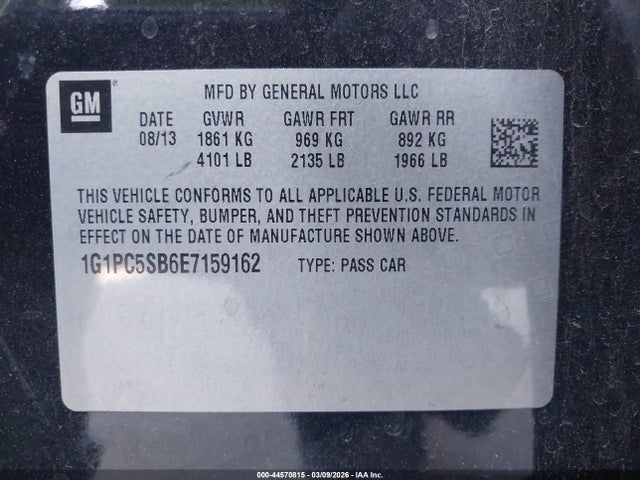 GM
MFD BY GENERAL MOTORS LLC
DATE GVWR GAWR FRT GAWR RR
08/13 1861 KG 969 KG 892 KG
4101 LB 2135 LB 1966 LB
THIS VEHICLE CONFORMS TO ALL APPLICABLE U.S. FEDERAL MOTOR
VEHICLE SAFETY, BUMPER, AND THEFT PREVENTION STANDARDS IN
EFFECT ON THE DATE OF MANUFACTURE SHOWN ABOVE.
1G1PC5SB6E7159162 TYPE: PASS CAR
000-44570815 - 03/09/2026 - IAA Inc.